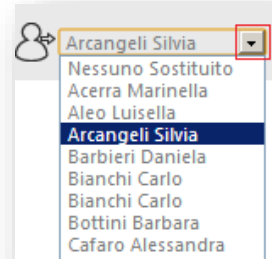 Arcangeli Silvia
Nessuno Sostituito
Acerra Marinella
Aleo Luisella
Arcangeli Silvia
Barbieri Daniela
Bianchi Carlo
Bianchi Carlo
Bottini Barbara
Cafaro Alessandra